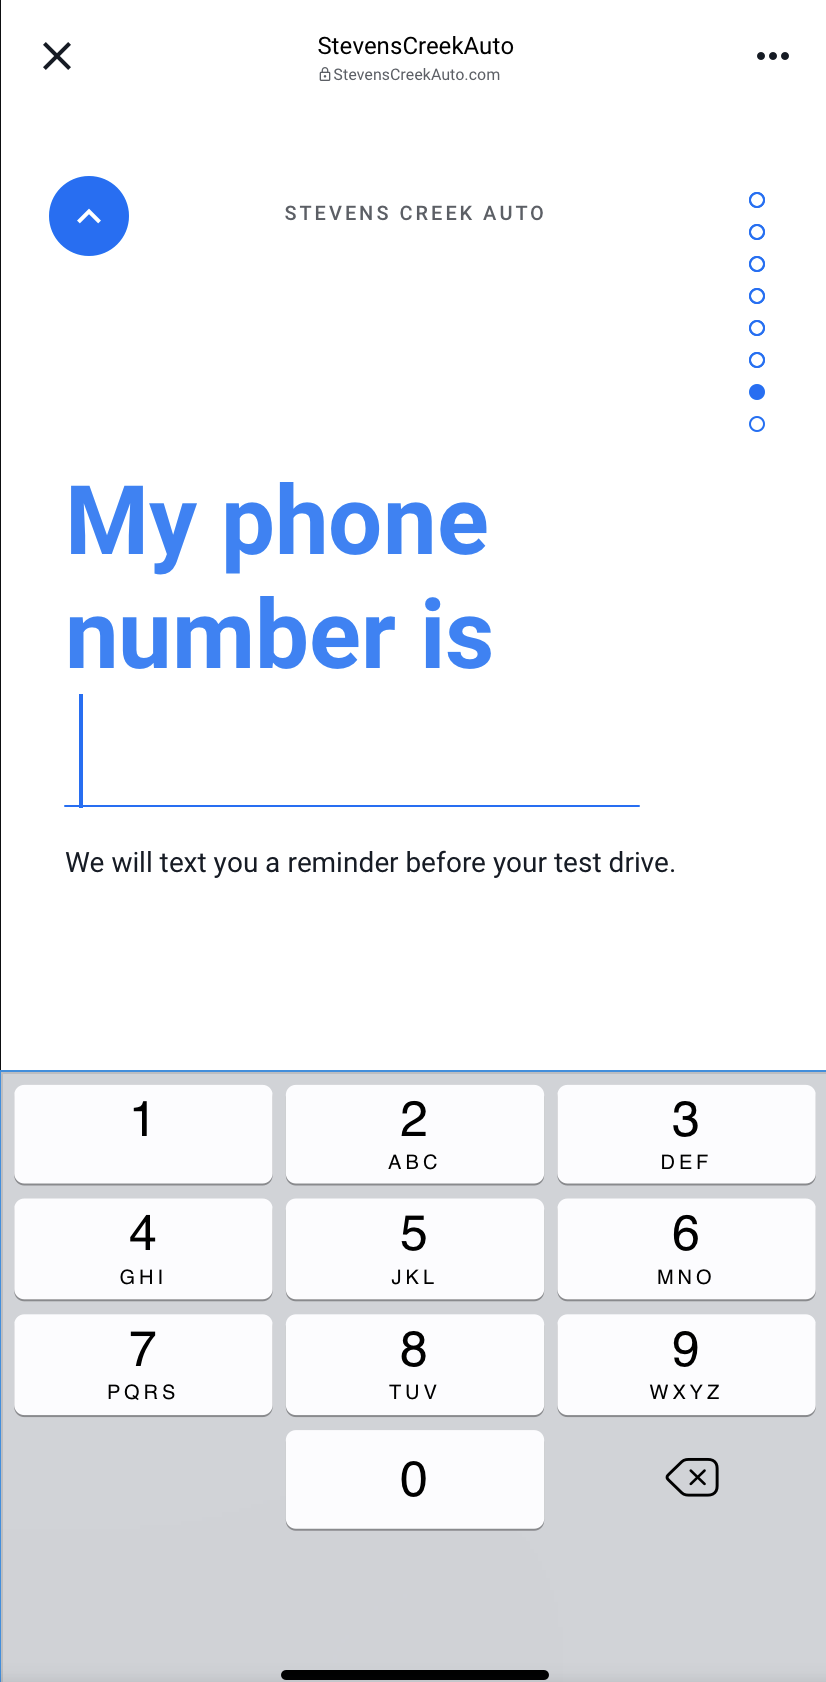 StevensCreekAuto
StevensCreekAuto.com
STEVENS CREEK AUTO
My phone
number is
We will text you a reminder before your test drive.
1
2
ABC
3
DEF
4
GHI
5
JKL
6
MNO
7
PQRS
8
TUV
9
WXYZ
0